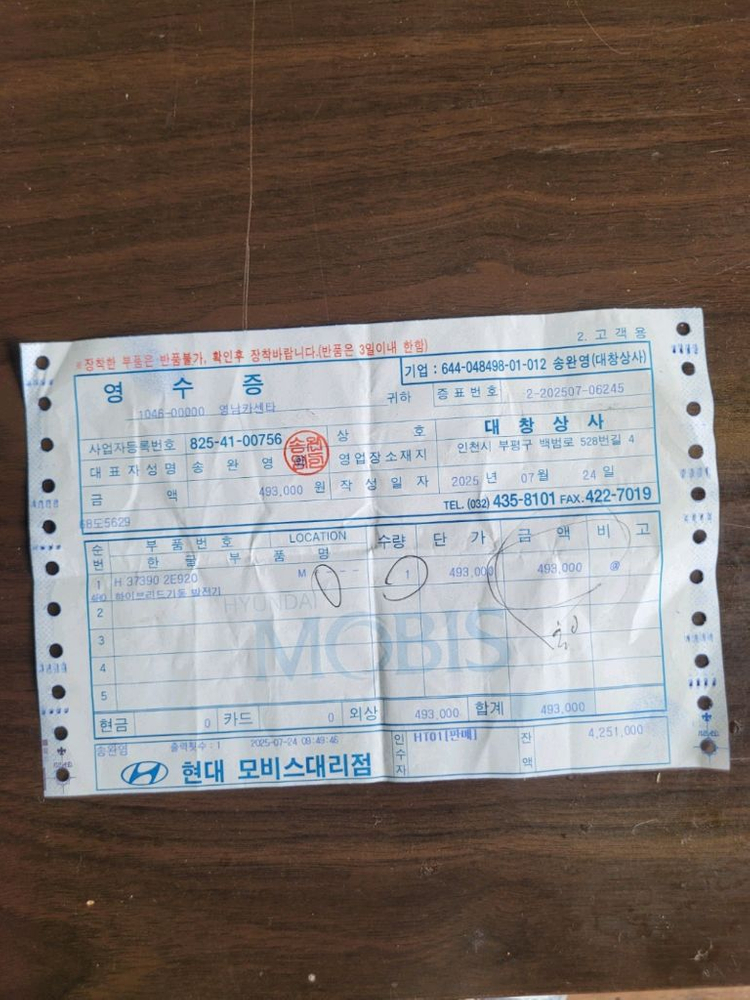 2. 고객용
※장착한 부품은 반품불가, 확인후 장착바랍니다.(반품은 3일이내 한함)
기업 : 644-048498-01-012 송완영(대창상사)
영 수 증
1046-00000 영남카센타 귀하
증표번호 2-202507-06245
사업자등록번호 825-41-00756
상 호 대창상사
대표자성명 송완영
영업장소재지 인천시 부평구 백범로 528번길 4
금 액 493,000 원
작성일자 2025 년 07 월 24 일
TEL. (032) 435-8101 FAX. 422-7019
68도5629
순번 부품번호 LOCATION 수량 단가 금액 비고
한글부품명
1 H 37390 2E920 M -- 1 493,000 493,000 @
하이브리드기동 발전기
2
HYUNDAI
MOBIS
3
4
5
현금 0 카드 0 외상 493,000 합계 493,000
송완영 출력횟수 : 1 2025-07-24 09:49:46
인수자 HT01[판매] 잔액 4,251,000
현대 모비스대리점